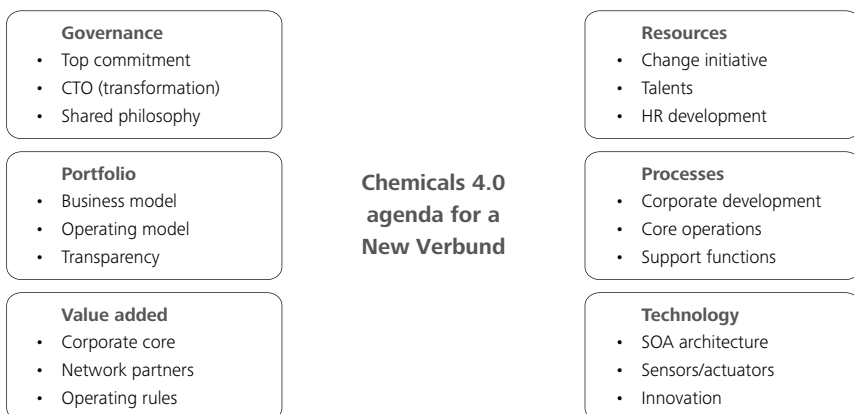 Governance
• Top commitment
• CTO (transformation)
• Shared philosophy
Portfolio
• Business model
• Operating model
• Transparency
Value added
• Corporate core
• Network partners
• Operating rules
Chemicals 4.0
agenda for a
New Verbund
Resources
• Change initiative
• Talents
• HR development
Processes
• Corporate development
• Core operations
• Support functions
Technology
• SOA architecture
• Sensors/actuators
• Innovation